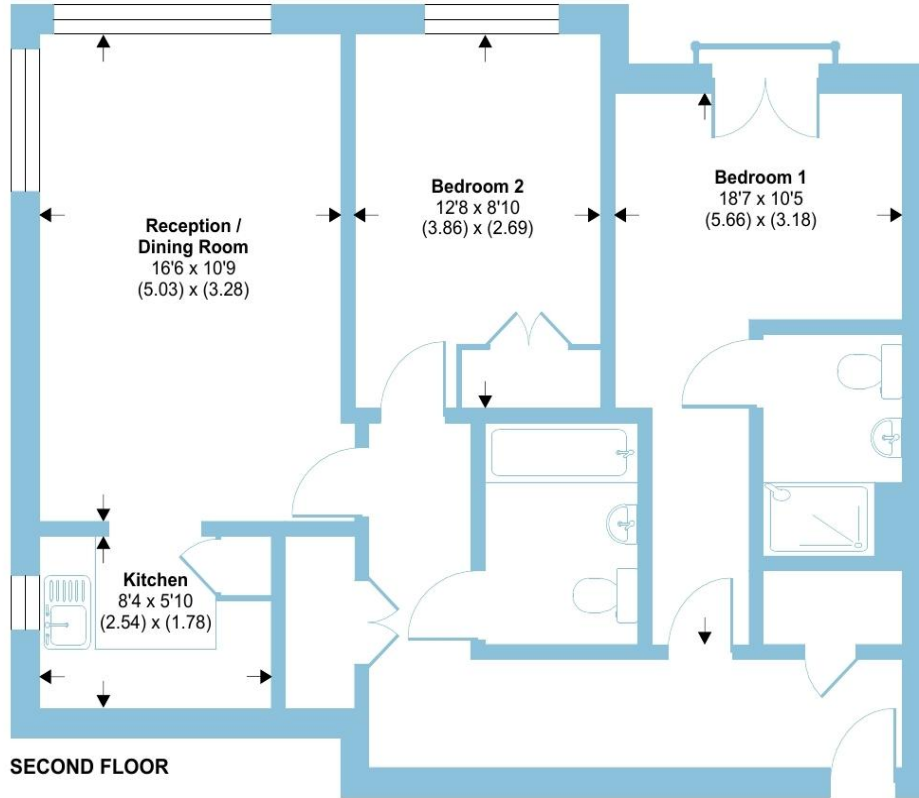 Reception /
Dining Room
16'6 x 10'9
(5.03) x (3.28)
Bedroom 2
12'8 x 8'10
(3.86) x (2.69)
Bedroom 1
18'7 x 10'5
(5.66) x (3.18)
Kitchen
8'4 x 5'10
(2.54) x (1.78)
SECOND FLOOR